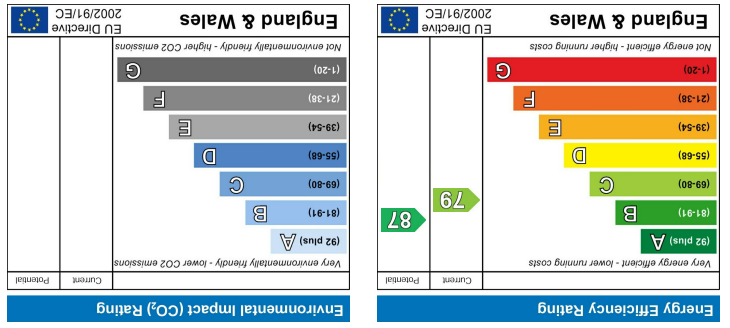 Energy Efficiency Rating
Current Potential
Very energy efficient - lower running costs
(92 plus) A
(81-91) B
(69-80) C
(55-68) D
(39-54) E
(21-38) F
(1-20) G
79
87
Not energy efficient - higher running costs
England & Wales
EU Directive
2002/91/EC
Environmental Impact (CO₂) Rating
Current Potential
Very environmentally friendly - lower CO2 emissions
(92 plus) A
(81-91) B
(69-80) C
(55-68) D
(39-54) E
(21-38) F
(1-20) G
Not environmentally friendly - higher CO2 emissions
England & Wales
EU Directive
2002/91/EC